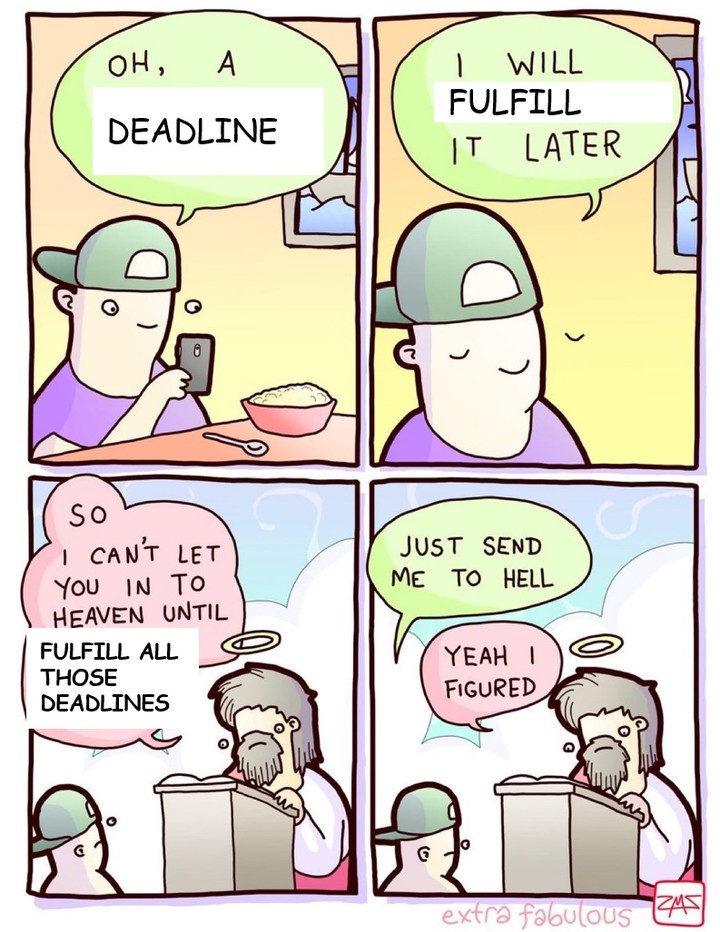 OH, A
DEADLINE
I WILL
FULFILL
IT LATER
SO
I CAN'T LET
YOU IN TO
HEAVEN UNTIL
FULFILL ALL
THOSE
DEADLINES
JUST SEND
ME TO HELL
YEAH I
FIGURED
extra fabulous
ZMS